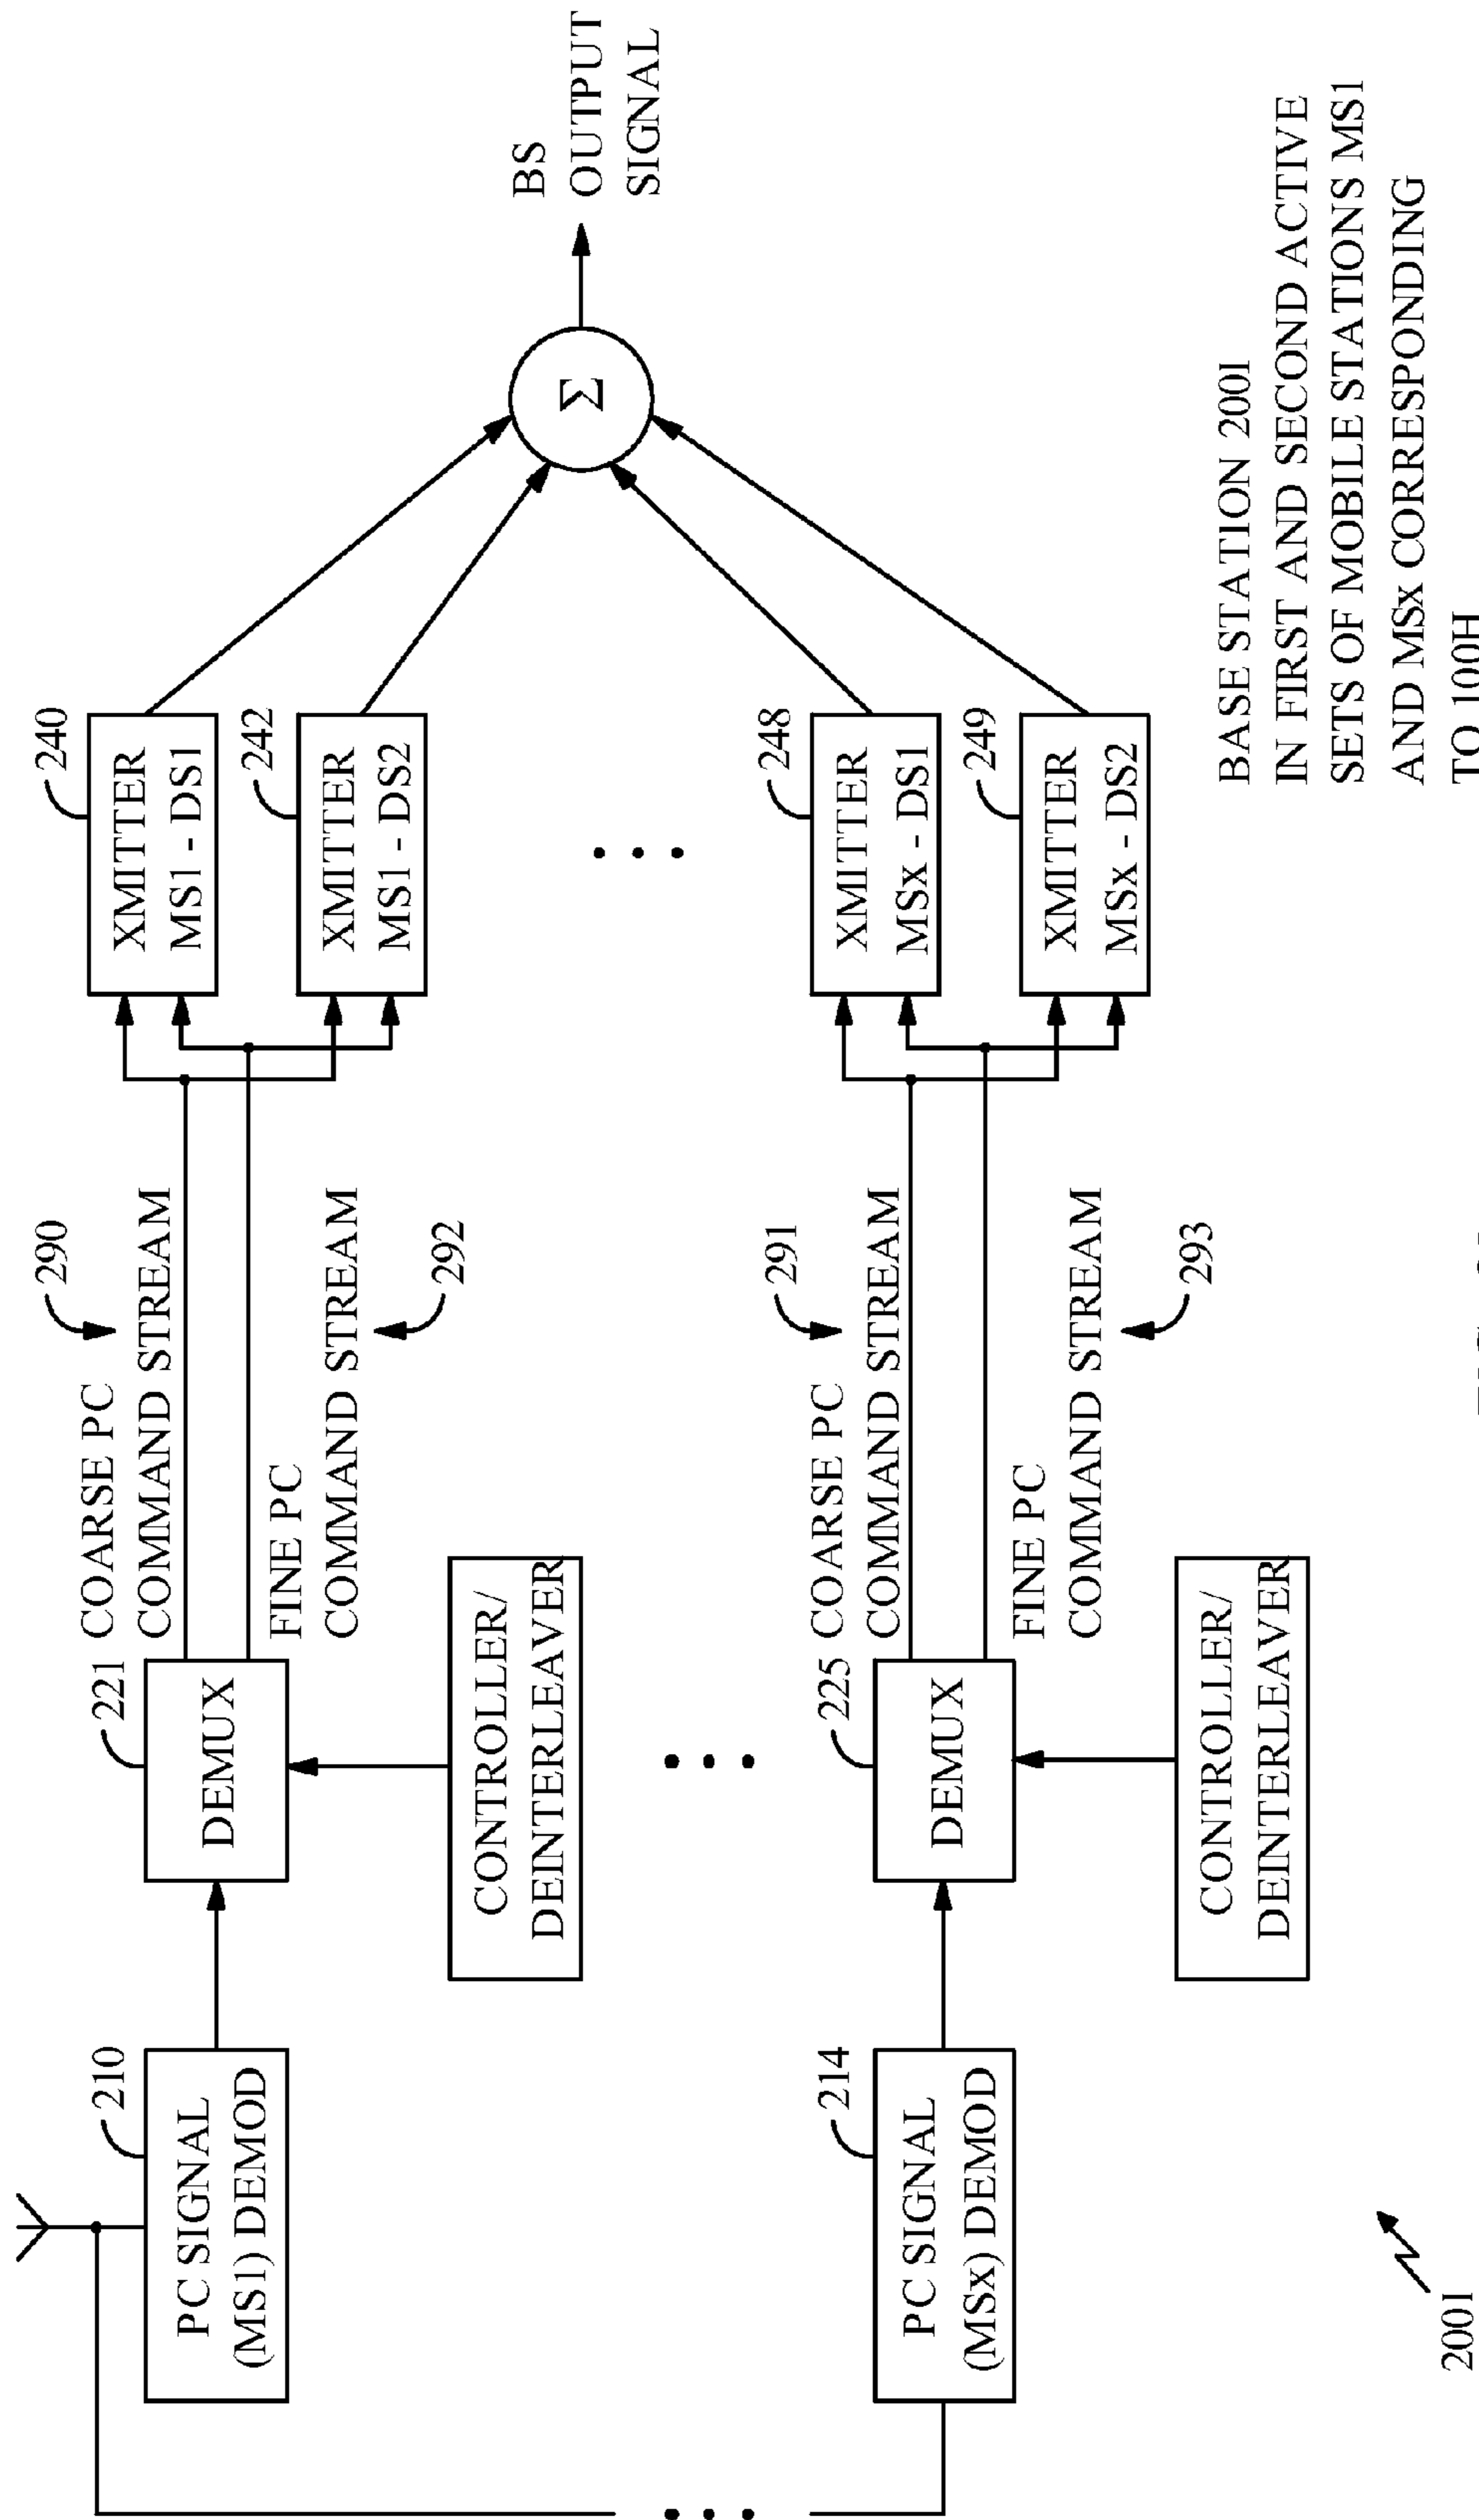 210
PC SIGNAL
(MS1) DEMOD
221
DEMUX
CONTROLLER/
DEINTERLEAVER
290
COARSE PC
COMMAND STREAM
FINE PC
COMMAND STREAM
292
240
XMITTER
MS1 - DS1
242
XMITTER
MS1 - DS2
Σ
BS
OUTPUT
SIGNAL
214
PC SIGNAL
(MSx) DEMOD
225
DEMUX
CONTROLLER/
DEINTERLEAVER
291
COARSE PC
COMMAND STREAM
FINE PC
COMMAND STREAM
293
248
XMITTER
MSx - DS1
249
XMITTER
MSx - DS2
BASE STATION 200I
IN FIRST AND SECOND ACTIVE
SETS OF MOBILE STATIONS MS1
AND MSx CORRESPONDING
TO 100H
200I